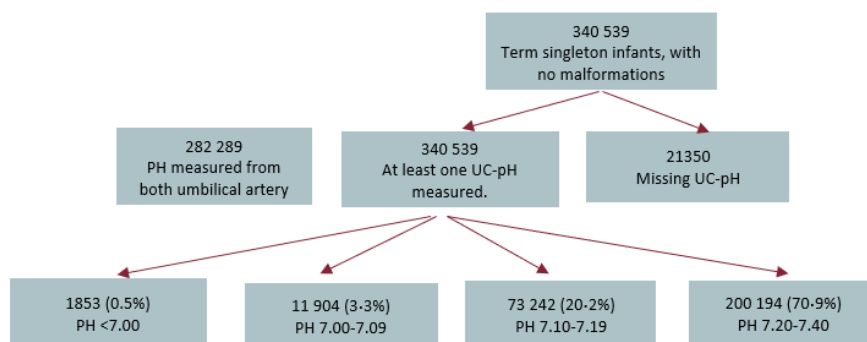 340 539
Term singleton infants, with
no malformations
282 289
PH measured from
both umbilical artery
340 539
At least one UC-pH
measured.
21350
Missing UC-pH
1853 (0.5%)
PH <7.00
11 904 (3·3%)
PH 7.00-7.09
73 242 (20·2%)
PH 7.10-7.19
200 194 (70·9%)
PH 7.20-7.40